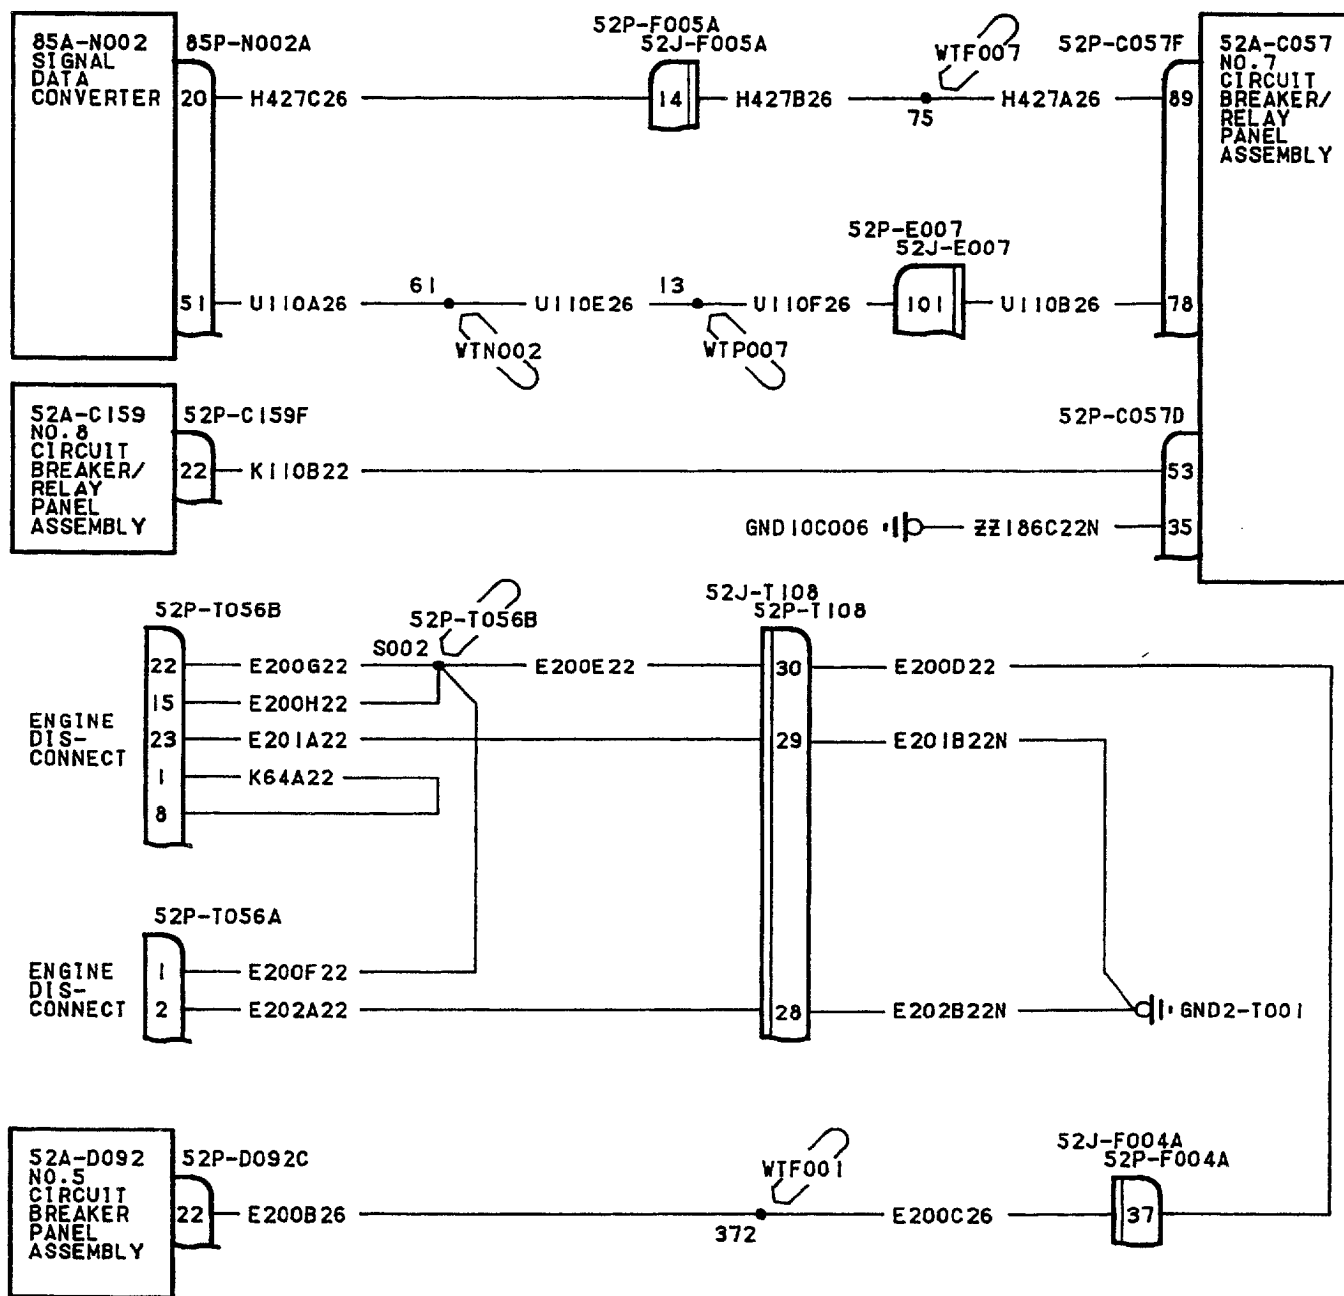 85A-N002
SIGNAL
DATA
CONVERTER
85P-N002A
20
H427C26
52P-F005A
52J-F005A
14
H427B26
WTF007
75
H427A26
52P-C057F
89
52A-C057
NO.7
CIRCUIT
BREAKER/
RELAY
PANEL
ASSEMBLY
51
U110A26
61
WTN002
U110E26
13
WTP007
U110F26
52P-E007
52J-E007
101
U110B26
78
52A-C159
NO.8
CIRCUIT
BREAKER/
RELAY
PANEL
ASSEMBLY
52P-C159F
22
K110B22
52P-C057D
53
GND10C006
ZZ186C22N
35
52P-T056B
52P-T056B
52J-T108
52P-T108
22
E200G22
S002
E200E22
30
E200D22
15
E200H22
ENGINE
DIS-
CONNECT
23
E201A22
29
E201B22N
1
K64A22
8
52P-T056A
ENGINE
DIS-
CONNECT
1
E200F22
2
E202A22
28
E202B22N
GND2-T001
52A-D092
NO.5
CIRCUIT
BREAKER
PANEL
ASSEMBLY
52P-D092C
22
E200B26
WTF001
372
E200C26
52J-F004A
52P-F004A
37